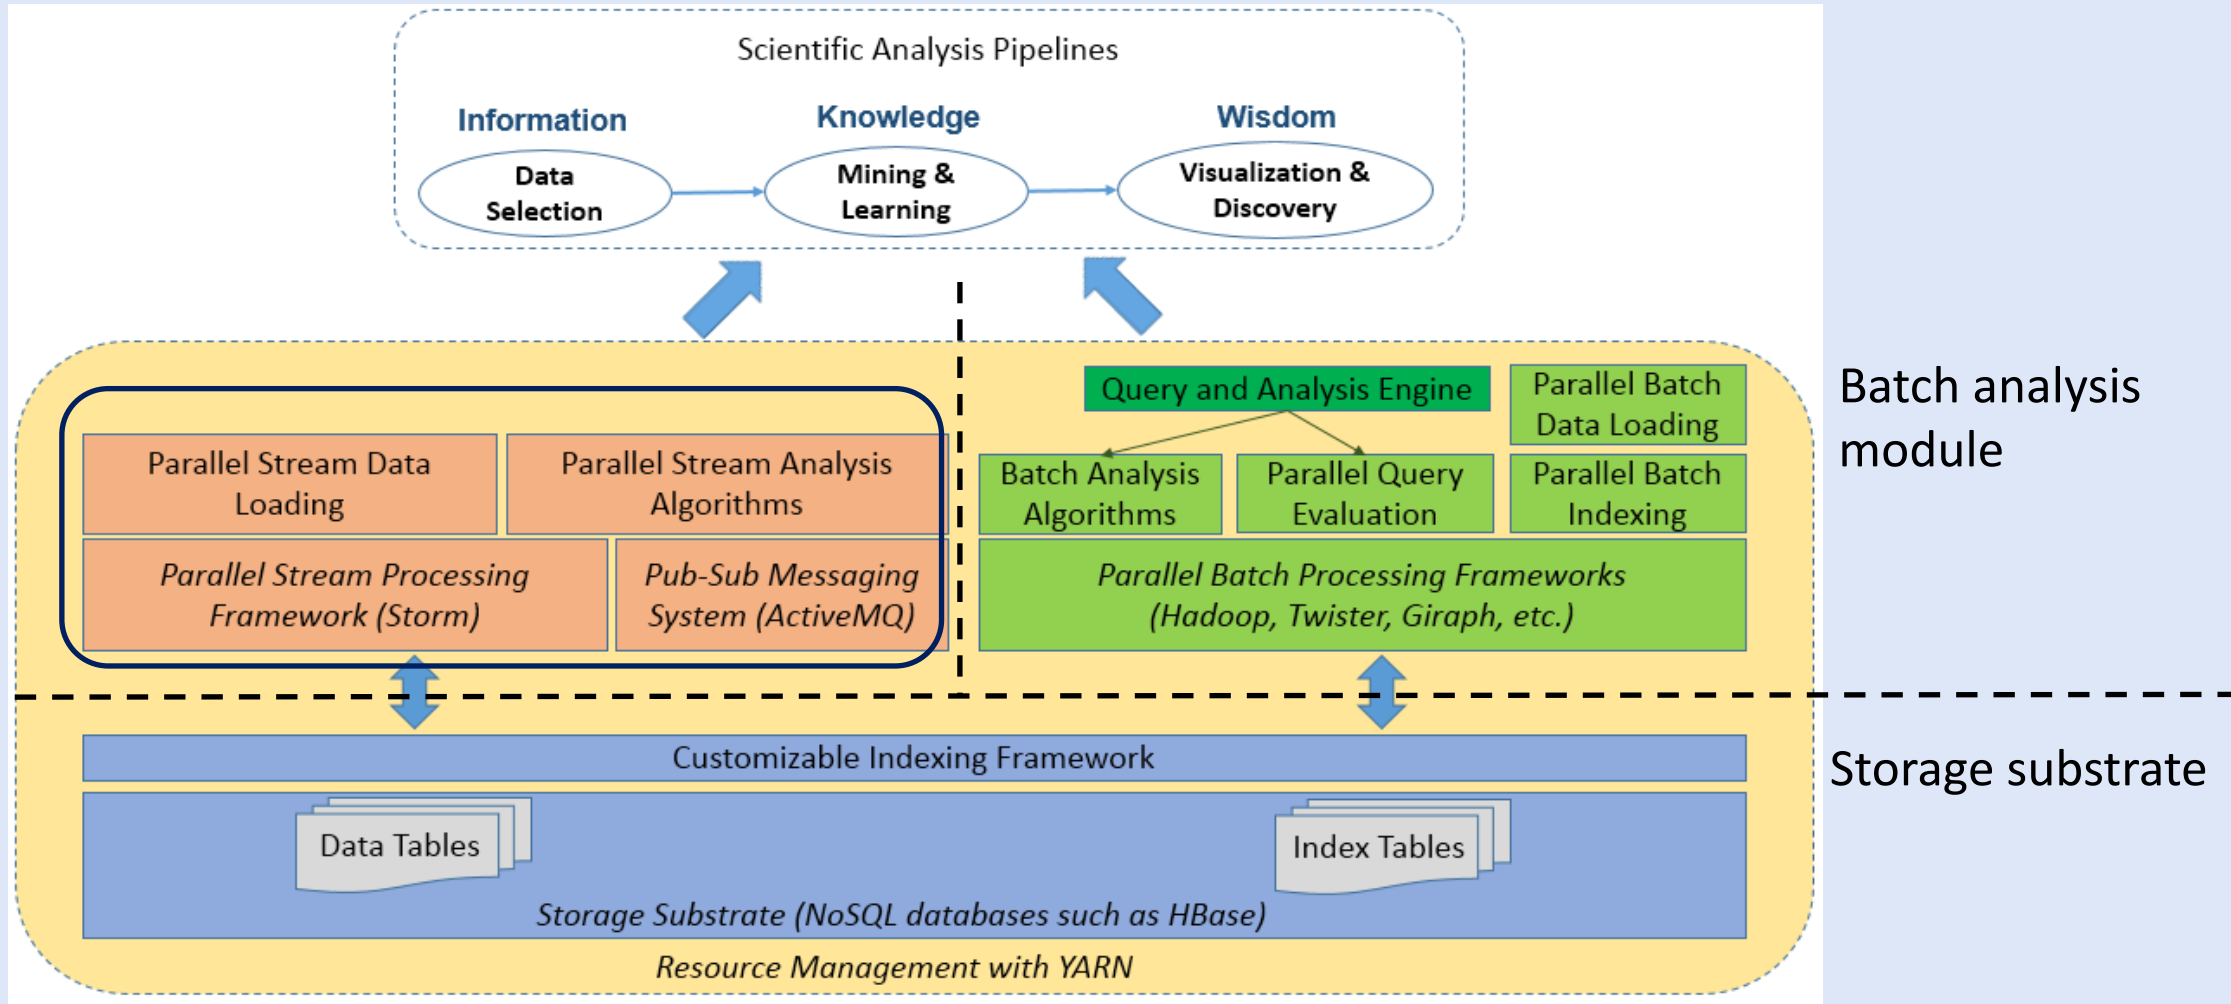 Scientific Analysis Pipelines
Information
Knowledge
Wisdom
Data
Selection
Mining &
Learning
Visualization &
Discovery
Query and Analysis Engine
Parallel Batch
Data Loading
Parallel Stream Data
Loading
Parallel Stream Analysis
Algorithms
Batch Analysis
Algorithms
Parallel Query
Evaluation
Parallel Batch
Indexing
Parallel Stream Processing
Framework (Storm)
Pub-Sub Messaging
System (ActiveMQ)
Parallel Batch Processing Frameworks
(Hadoop, Twister, Giraph, etc.)
Batch analysis
module
Customizable Indexing Framework
Data Tables
Index Tables
Storage Substrate (NoSQL databases such as HBase)
Resource Management with YARN
Storage substrate